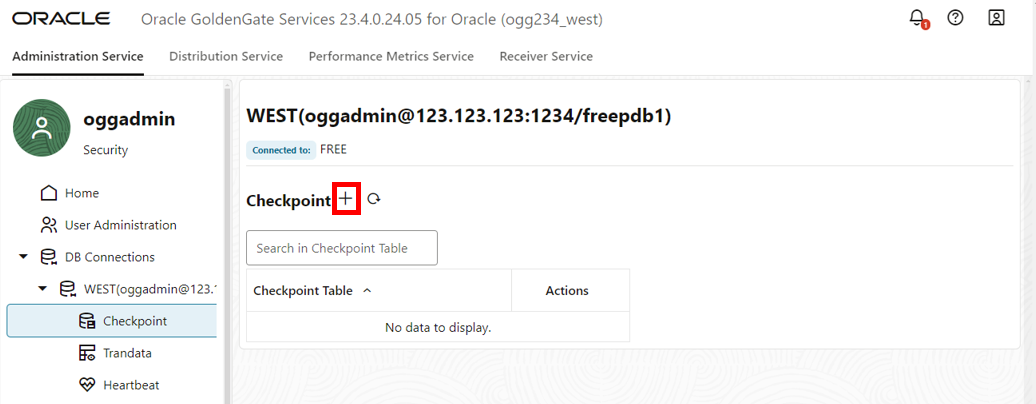 ORACLE Oracle GoldenGate Services 23.4.0.24.05 for Oracle (ogg234_west)
1
Administration Service Distribution Service Performance Metrics Service Receiver Service
oggadmin
Security
Home
User Administration
DB Connections
WEST(oggadmin@123.1
Checkpoint
Trandata
Heartbeat
WEST(oggadmin@123.123.123:1234/freepdb1)
Connected to: FREE
Checkpoint
Search in Checkpoint Table
Checkpoint Table Actions
No data to display.